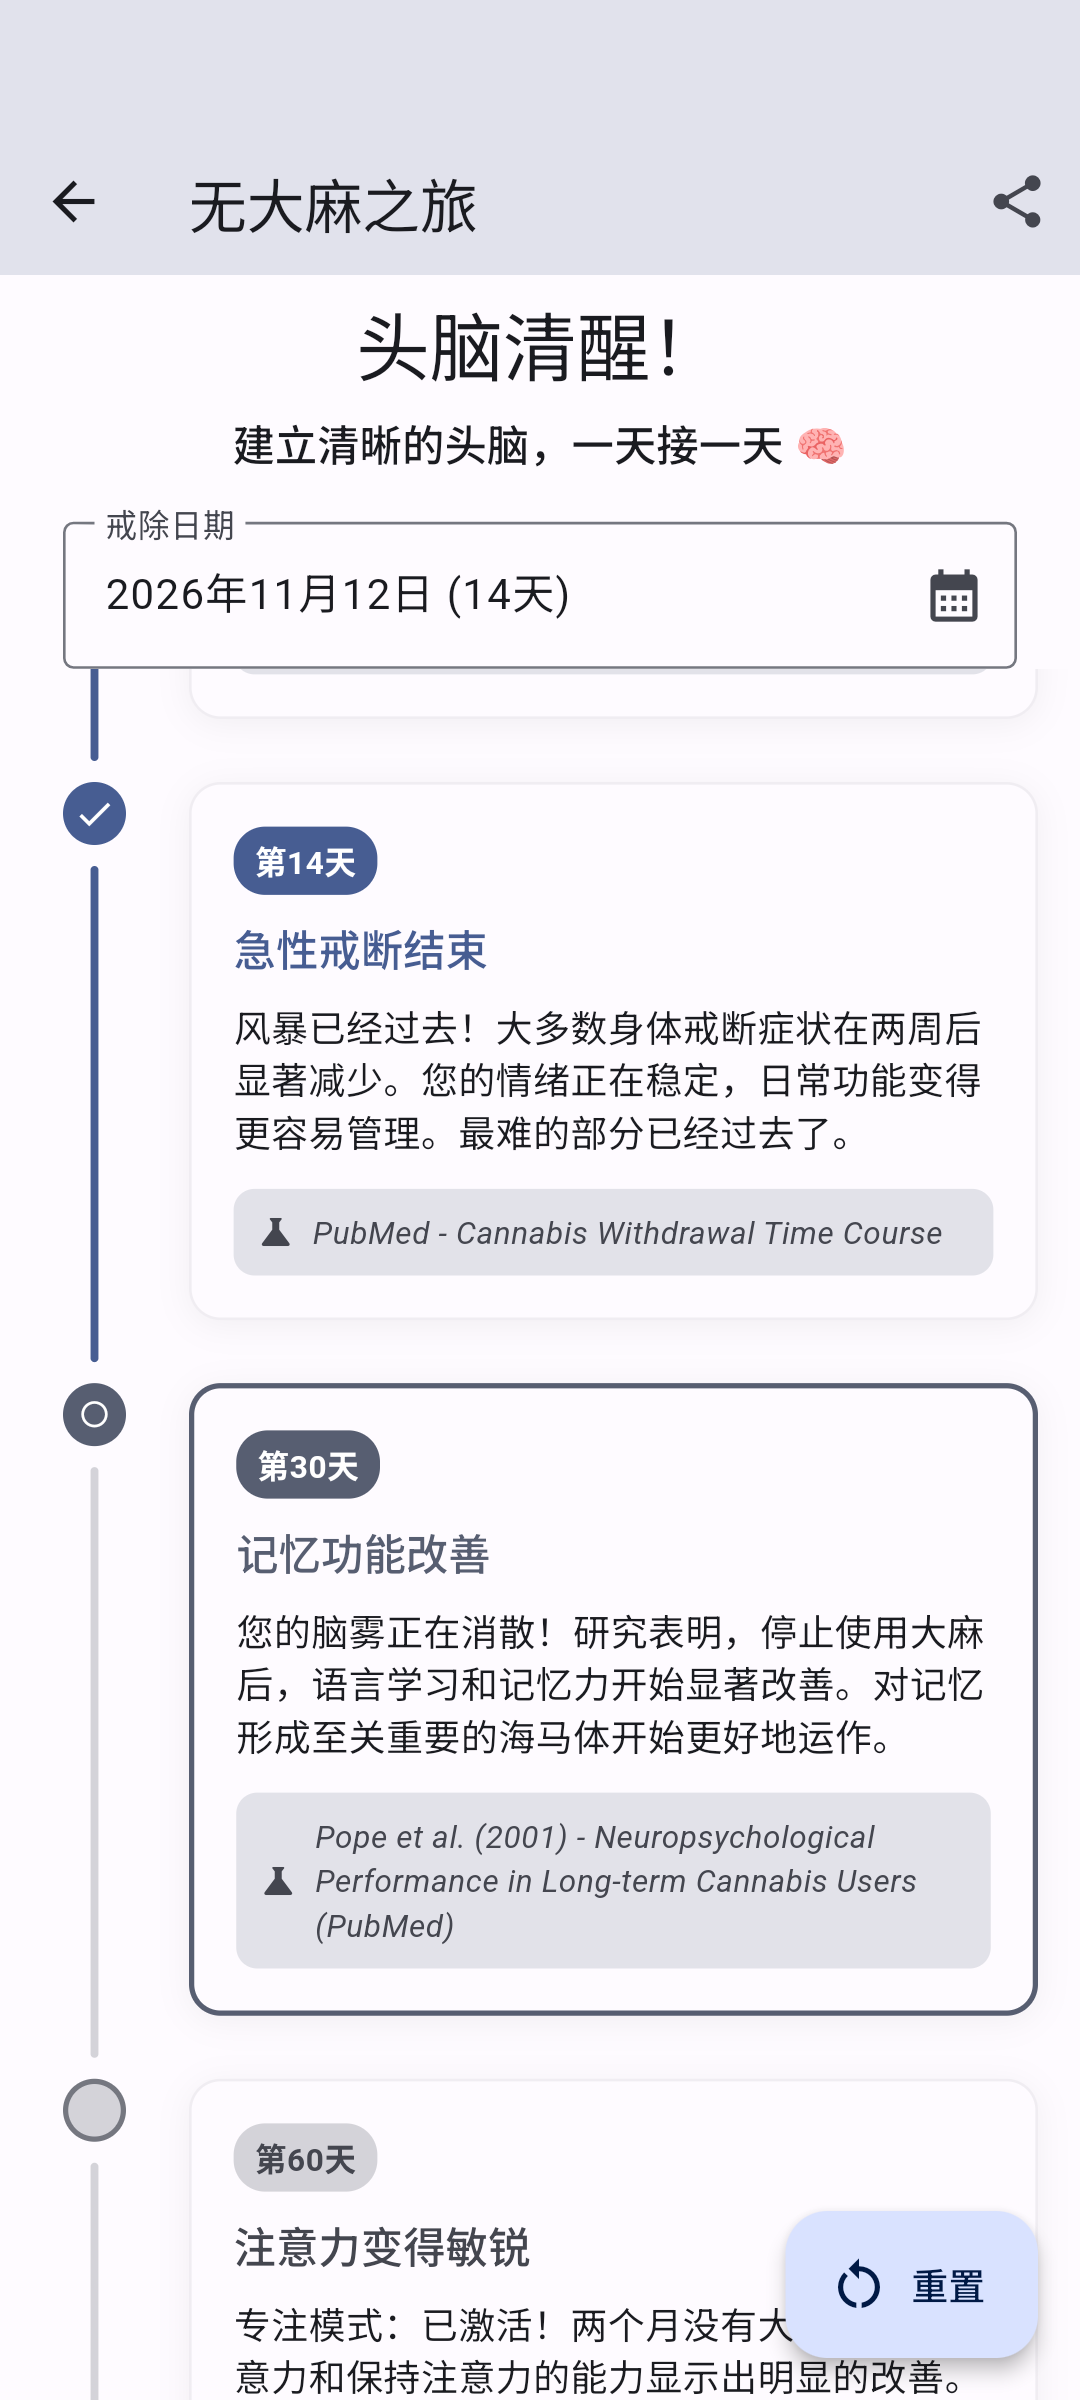 无大麻之旅
头脑清醒！
建立清晰的头脑，一天接一天 🧠
戒除日期
2026年11月12日 (14天)
第14天
急性戒断结束
风暴已经过去！大多数身体戒断症状在两周后
显著减少。您的情绪正在稳定，日常功能变得
更容易管理。最难的部分已经过去了。
PubMed - Cannabis Withdrawal Time Course
第30天
记忆功能改善
您的脑雾正在消散！研究表明，停止使用大麻
后，语言学习和记忆力开始显著改善。对记忆
形成至关重要的海马体开始更好地运作。
Pope et al. (2001) - Neuropsychological
Performance in Long-term Cannabis Users
(PubMed)
第60天
注意力变得敏锐
重置
专注模式：已激活！两个月没有大
意力和保持注意力的能力显示出明显的改善。